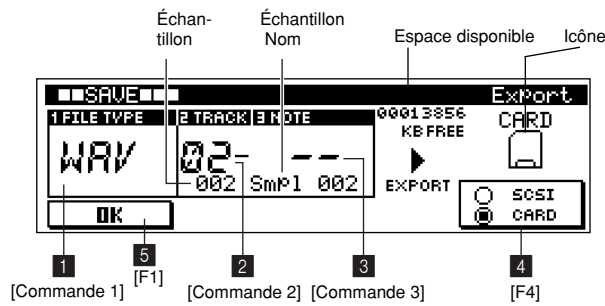 Échan-
tillon
Échantillon
Nom
Espace disponible
Icône
SAVE
Export
1 FILE TYPE
2 TRACK
3 NOTE
00013856
KB FREE
CARD
WAV
02-
--
002 Smpl 002
EXPORT
SCSI
CARD
OK
1
[Commande 1]
5
[F1]
2
[Commande 2]
3
[Commande 3]
4
[F4]